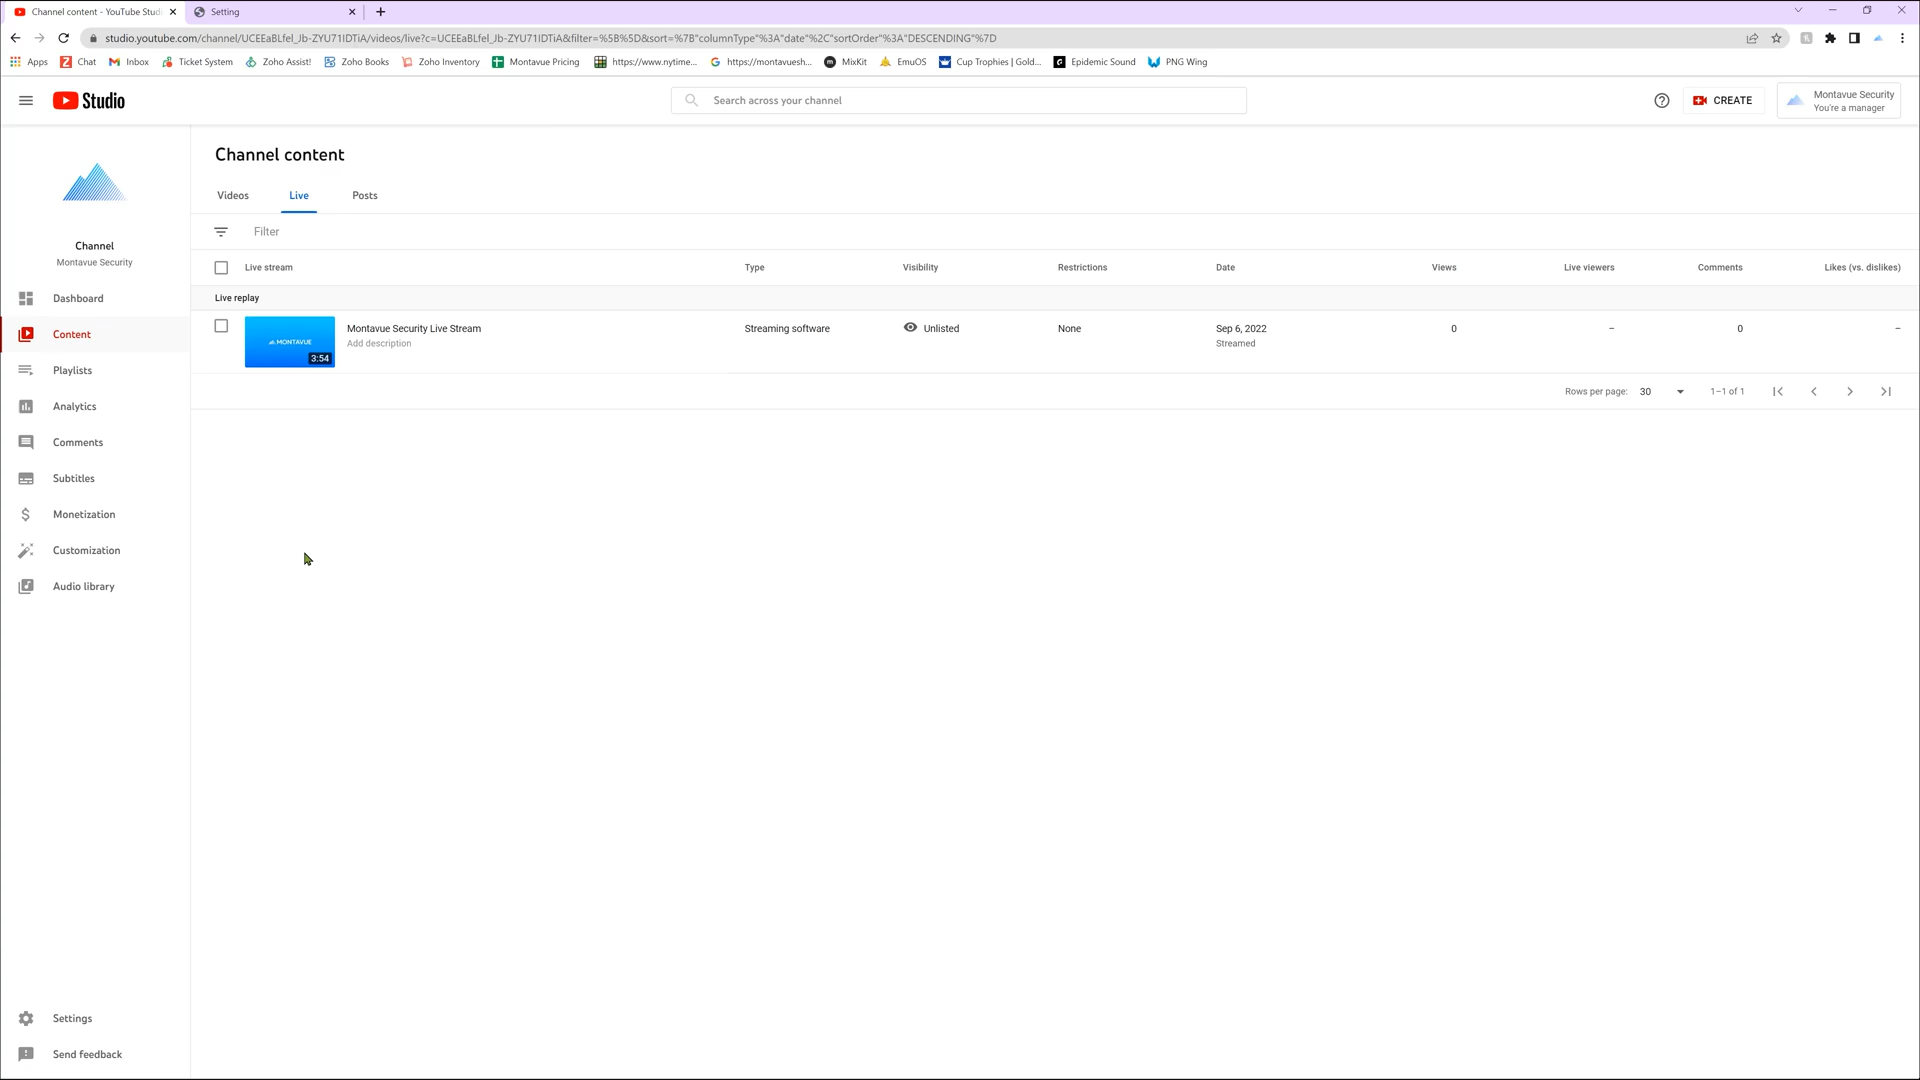 Channel content - YouTube Stud
Setting
studio.youtube.com/channel/UCEEaBLfel_Jb-ZYU71IDTiA/videos/live?c=UCEEaBLfel_Jb-ZYU71IDTiA&filter=%5B%5D&sort=%7B"columnType"%3A"date"%2C"sortOrder"%3A"DESCENDING"%7D
Apps Chat Inbox Ticket System Zoho Assist! Zoho Books Zoho Inventory Montavue Pricing https://www.nytime... https://montavuesh... MixKit EmuOS Cup Trophies | Gold... Epidemic Sound PNG Wing
Studio
Search across your channel
CREATE
Montavue Security
You're a manager
Channel content
Videos Live Posts
Filter
Channel
Montavue Security
Dashboard
Content
Playlists
Analytics
Comments
Subtitles
Monetization
Customization
Audio library
Settings
Send feedback
Live stream Type Visibility Restrictions Date Views Live viewers Comments Likes (vs. dislikes)
Live replay
MONTAVUE
3:54
Montavue Security Live Stream Streaming software Unlisted None Sep 6, 2022 0 – 0 –
Add description Streamed
Rows per page: 30 1–1 of 1